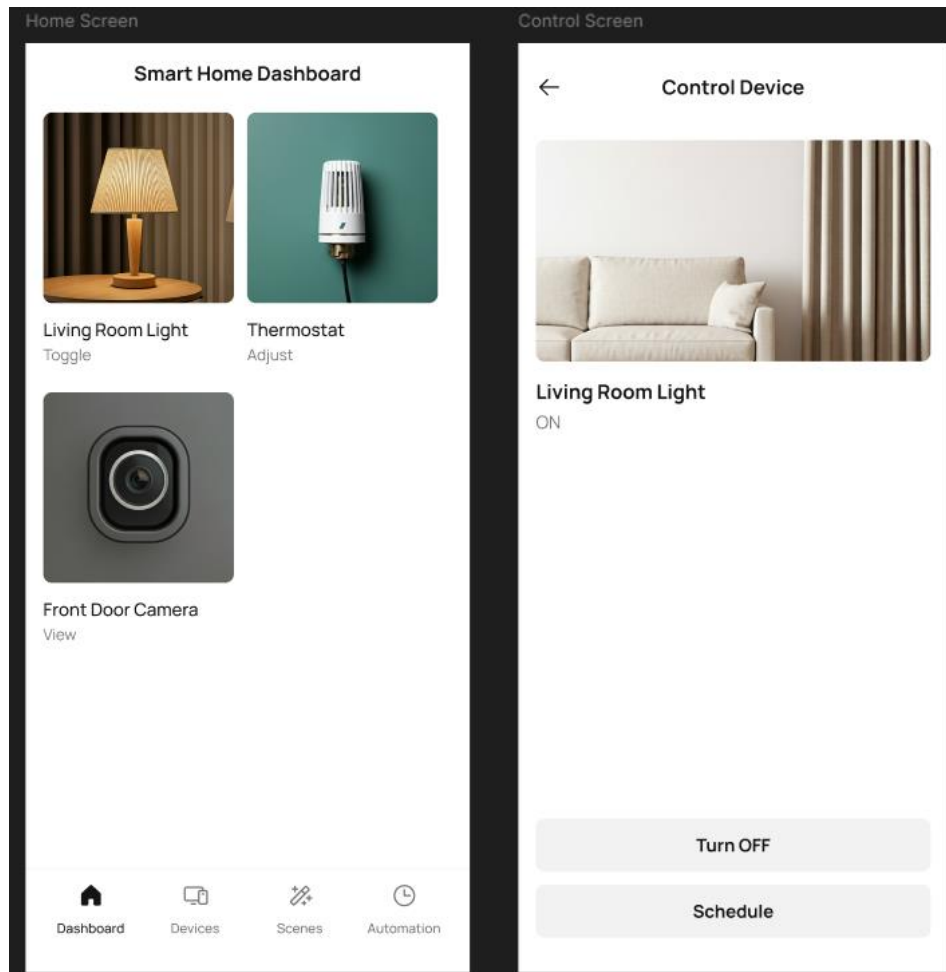 Home Screen
Smart Home Dashboard
Living Room Light
Toggle
Thermostat
Adjust
Front Door Camera
View
Dashboard
Devices
Scenes
Automation
Control Screen
Control Device
Living Room Light
ON
Turn OFF
Schedule